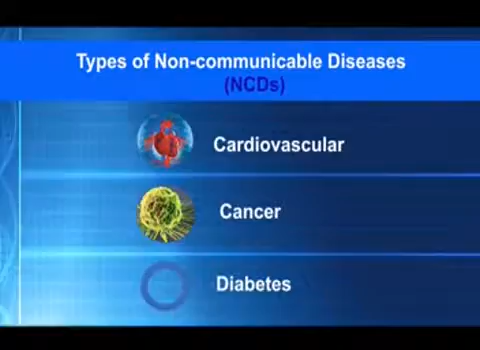 Types of Non-communicable Diseases
(NCDs)
Cardiovascular
Cancer
Diabetes